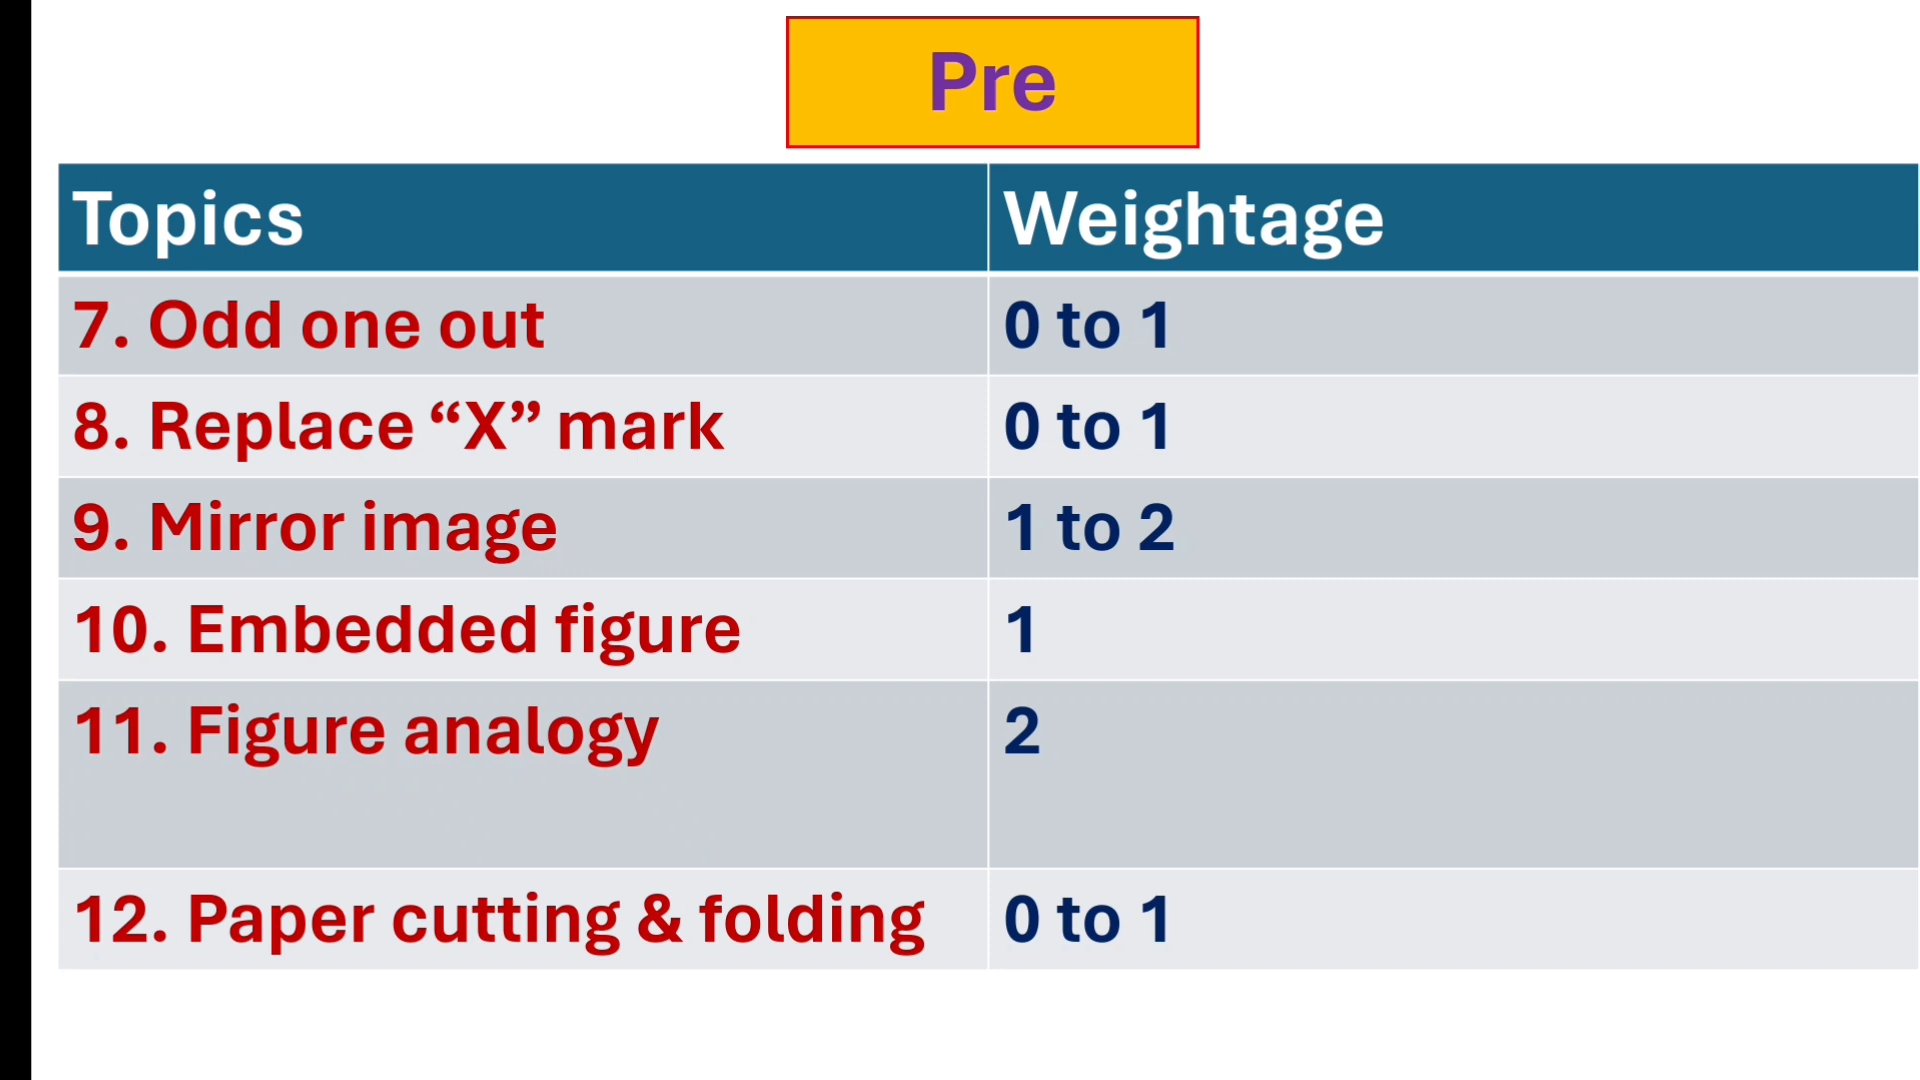 Pre
Topics Weightage
7. Odd one out 0 to 1
8. Replace “X” mark 0 to 1
9. Mirror image 1 to 2
10. Embedded figure 1
11. Figure analogy 2
12. Paper cutting & folding 0 to 1